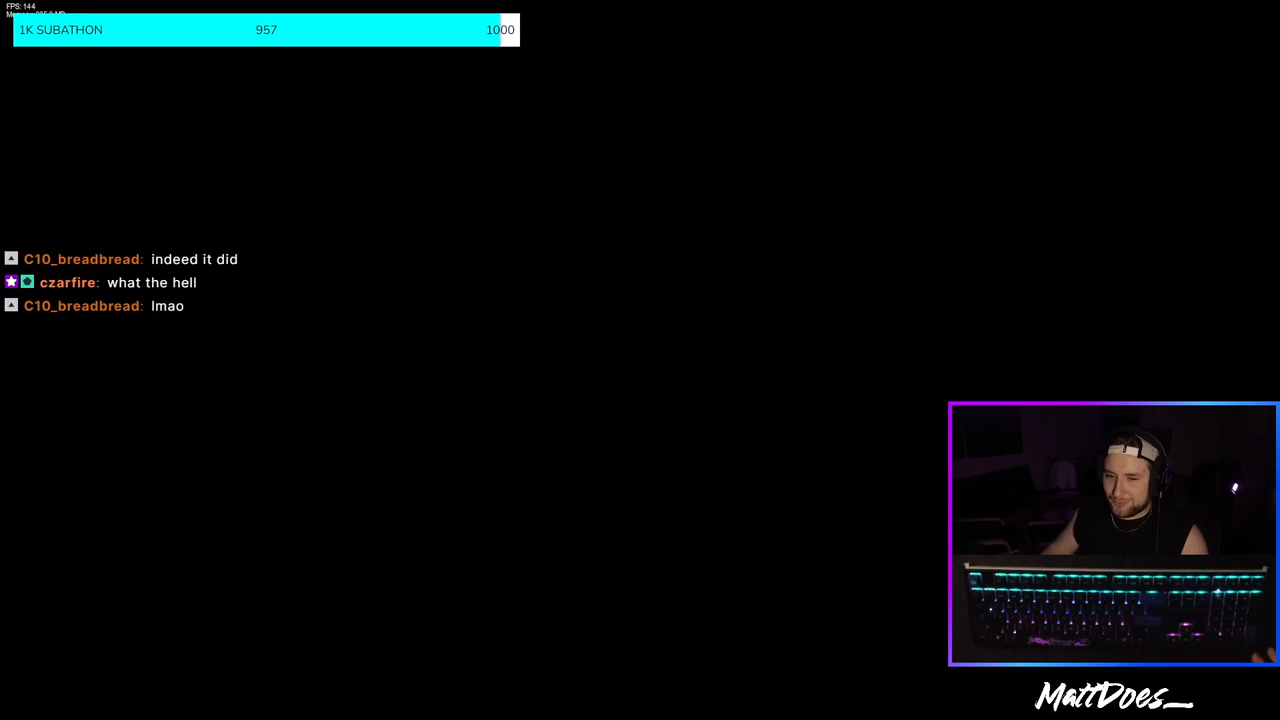 FPS: 144
1K SUBATHON 957 1000
C10_breadbread: indeed it did
czarfire: what the hell
C10_breadbread: lmao
MattDoes_